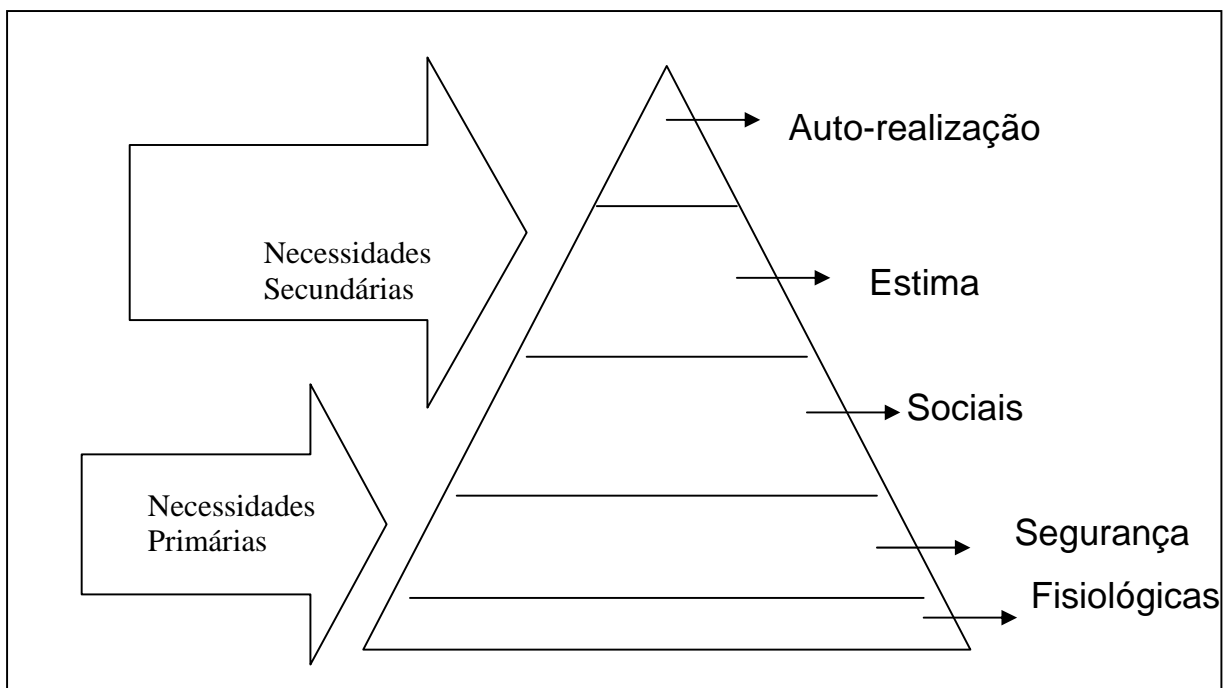 Auto-realização
Necessidades
Secundárias
Estima
Sociais
Necessidades
Primárias
Segurança
Fisiológicas